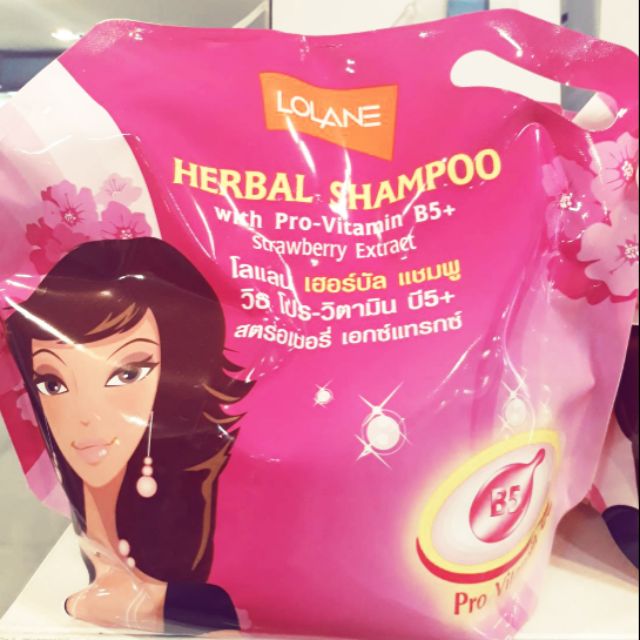 LOLANE
HERBAL SHAMPOO
with Pro-Vitamin B5+
Strawberry Extract
โลแลน เฮอร์บัล แชมพู
วิธ โปร-วิตามิน บี5+
สตรอเบอรี่ เอกซ์แทรกซ์
B5
Pro